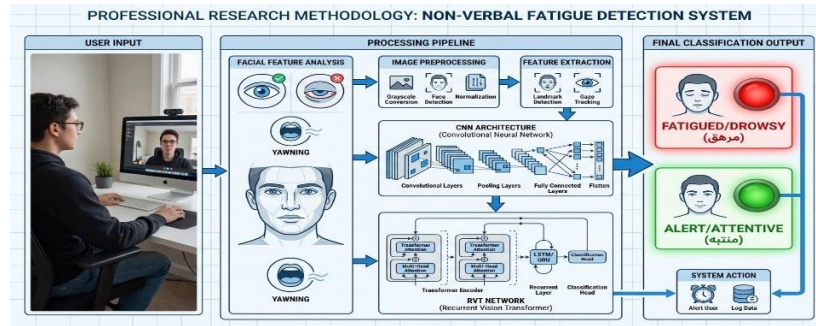 PROFESSIONAL RESEARCH METHODOLOGY: NON-VERBAL FATIGUE DETECTION SYSTEM
USER INPUT
PROCESSING PIPELINE
FACIAL FEATURE ANALYSIS
YAWNING
YAWNING
IMAGE PREPROCESSING
Grayscale
Conversion
Face
Detection
Normalization
FEATURE EXTRACTION
Landmark
Detection
Gaze
Tracking
CNN ARCHITECTURE
(Convolutional Neural Network)
Convolutional Layers
Pooling Layers
Fully Connected
Layers
Flatten
Transformer
Attention
Multi-Head
Attention
Transformer
Attention
Multi-Head
Attention
Transformer Encoder
LSTM/
GRU
Recurrent
Layer
Classification
Head
Classification
Head
RVT NETWORK
(Recurrent Vision Transformer)
FINAL CLASSIFICATION OUTPUT
FATIGUED/DROWSY
(مرهق)
ALERT/ATTENTIVE
(منتبه)
SYSTEM ACTION
Alert User
Log Data